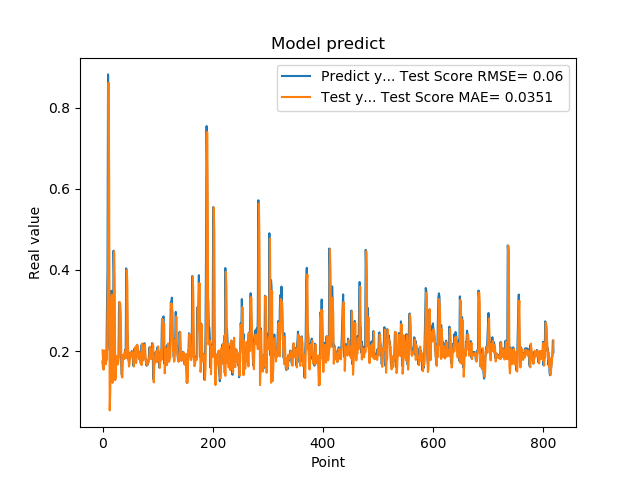 Model predict
Predict y... Test Score RMSE= 0.06
Test y... Test Score MAE= 0.0351
0.8
0.6
0.4
0.2
Real value
0 200 400 600 800
Point